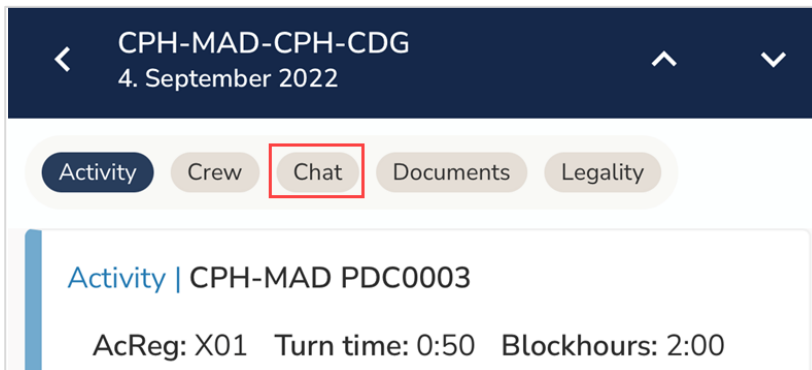 CPH-MAD-CPH-CDG
4. September 2022
Activity Crew Chat Documents Legality
Activity | CPH-MAD PDC0003
AcReg: X01 Turn time: 0:50 Blockhours: 2:00